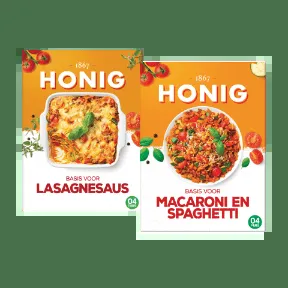 1867
HONIG
BASIS VOOR
LASAGNESAUS
04
1867
HONIG
BASIS VOOR
MACARONI EN
SPAGHETTI
04